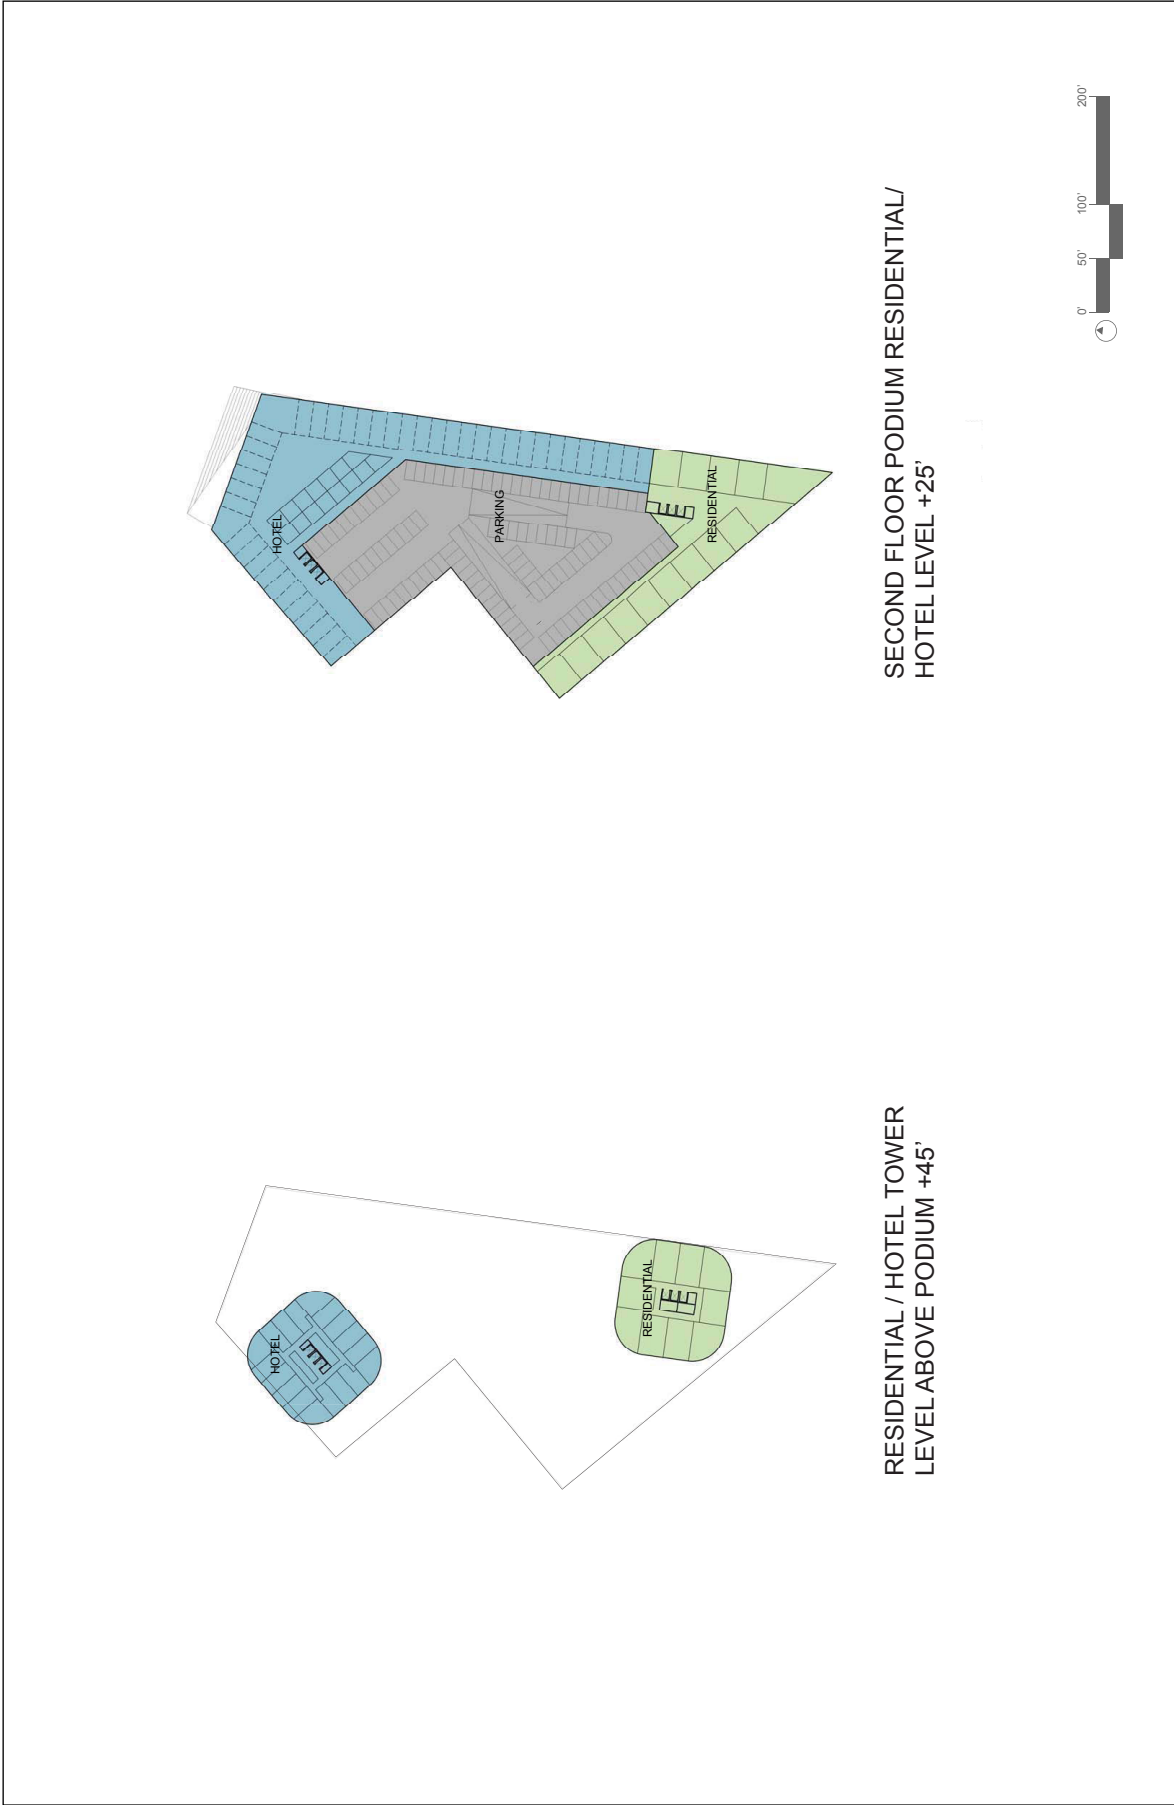 HOTEL
RESIDENTIAL
RESIDENTIAL / HOTEL TOWER
LEVEL ABOVE PODIUM +45'
HOTEL
PARKING
RESIDENTIAL
SECOND FLOOR PODIUM RESIDENTIAL/
HOTEL LEVEL +25'
0' 50' 100' 200'